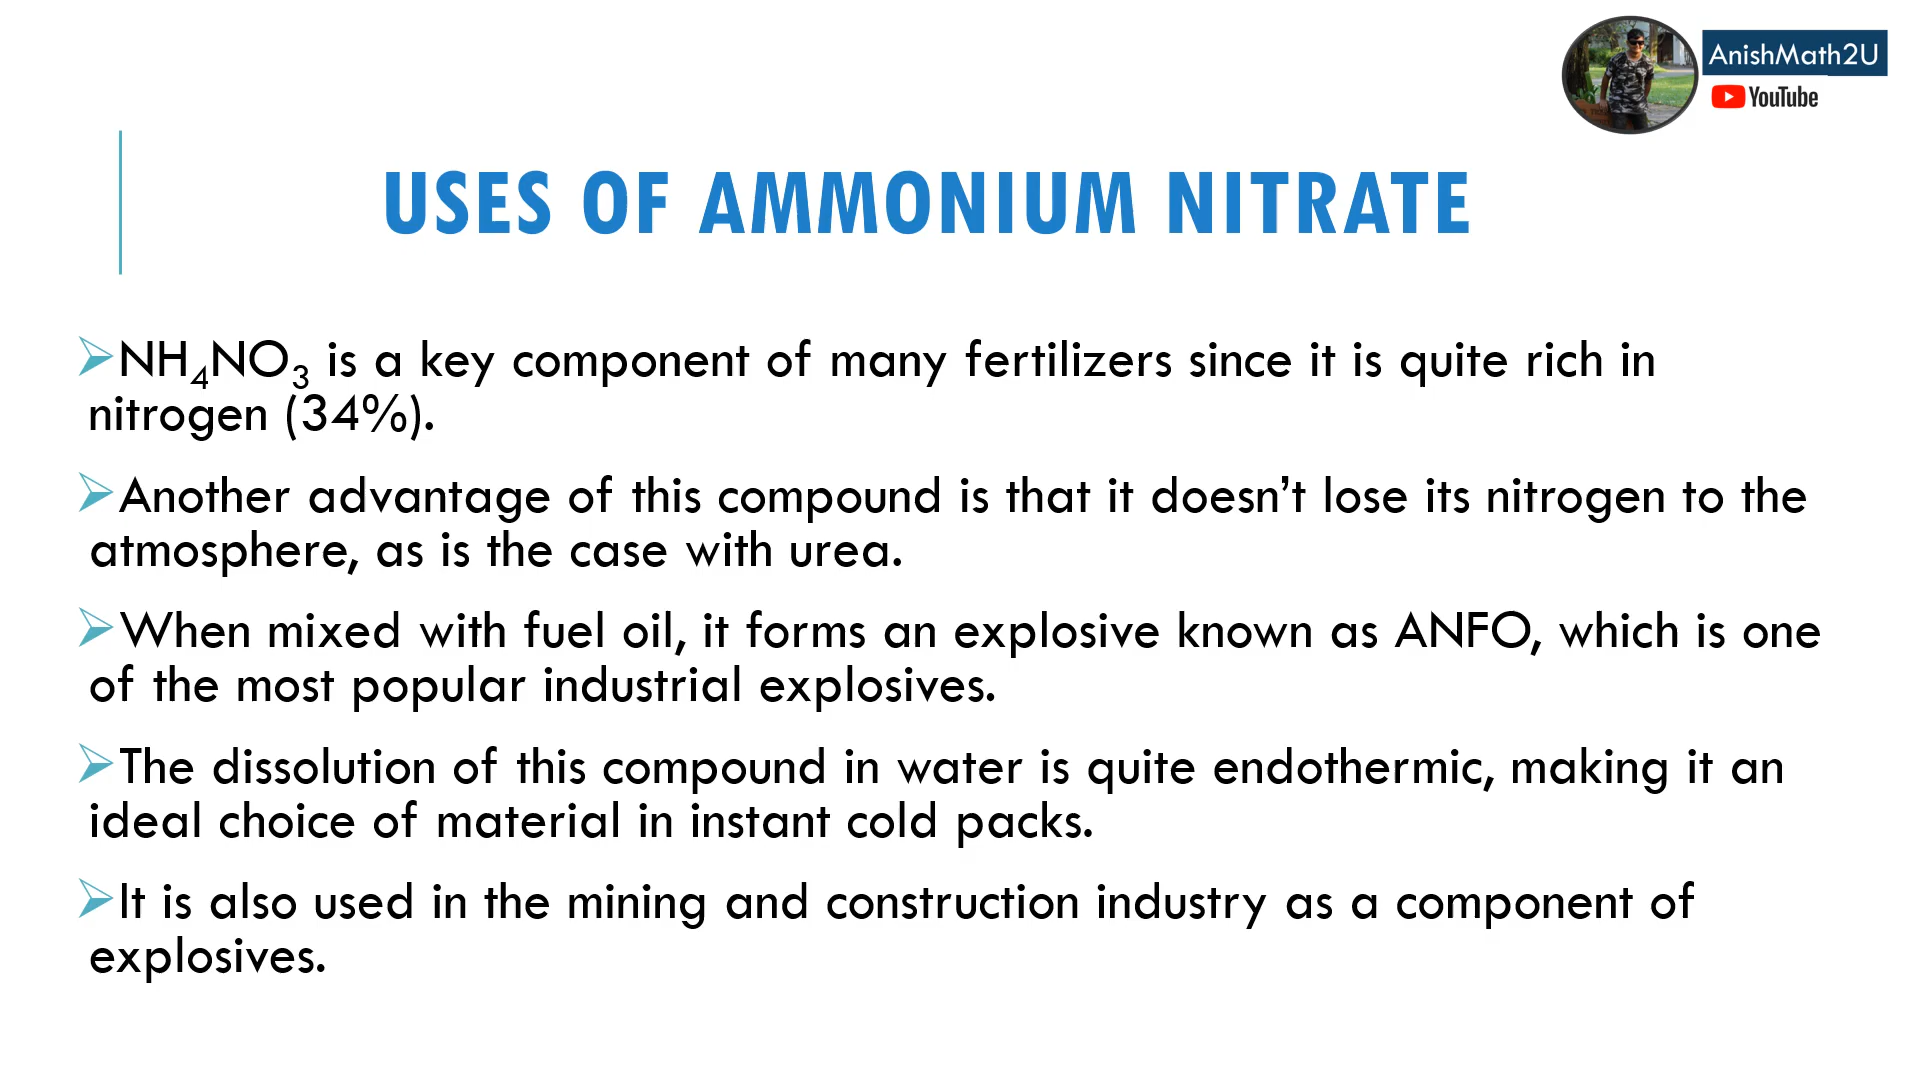 AnishMath2U
YouTube
USES OF AMMONIUM NITRATE
➢NH₄NO₃ is a key component of many fertilizers since it is quite rich in
nitrogen (34%).
➢Another advantage of this compound is that it doesn’t lose its nitrogen to the
atmosphere, as is the case with urea.
➢When mixed with fuel oil, it forms an explosive known as ANFO, which is one
of the most popular industrial explosives.
➢The dissolution of this compound in water is quite endothermic, making it an
ideal choice of material in instant cold packs.
➢It is also used in the mining and construction industry as a component of
explosives.